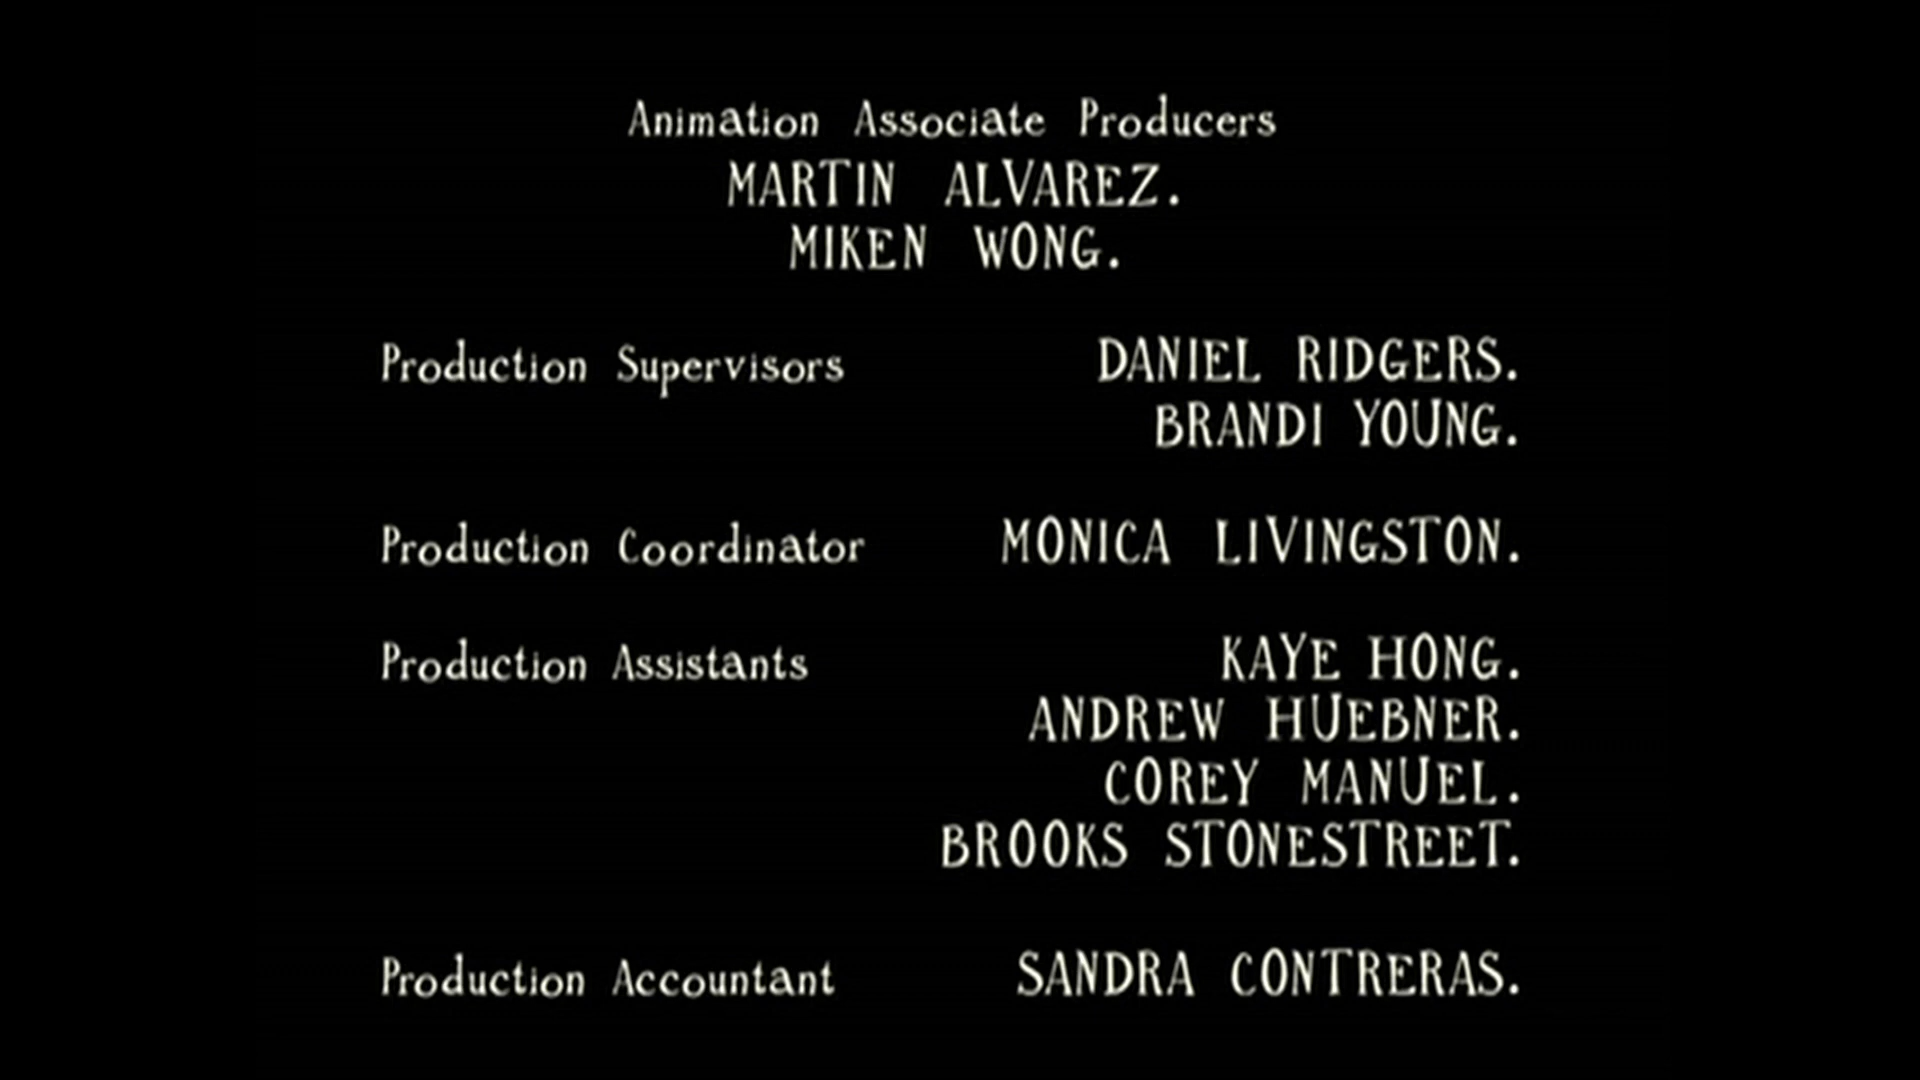 Animation Associate Producers
MARTIN ALVAREZ.
MIKEN WONG.
Production Supervisors DANIEL RIDGERS.
BRANDI YOUNG.
Production Coordinator MONICA LIVINGSTON.
Production Assistants KAYE HONG.
ANDREW HUEBNER.
COREY MANUEL.
BROOKS STONESTREET.
Production Accountant SANDRA CONTRERAS.